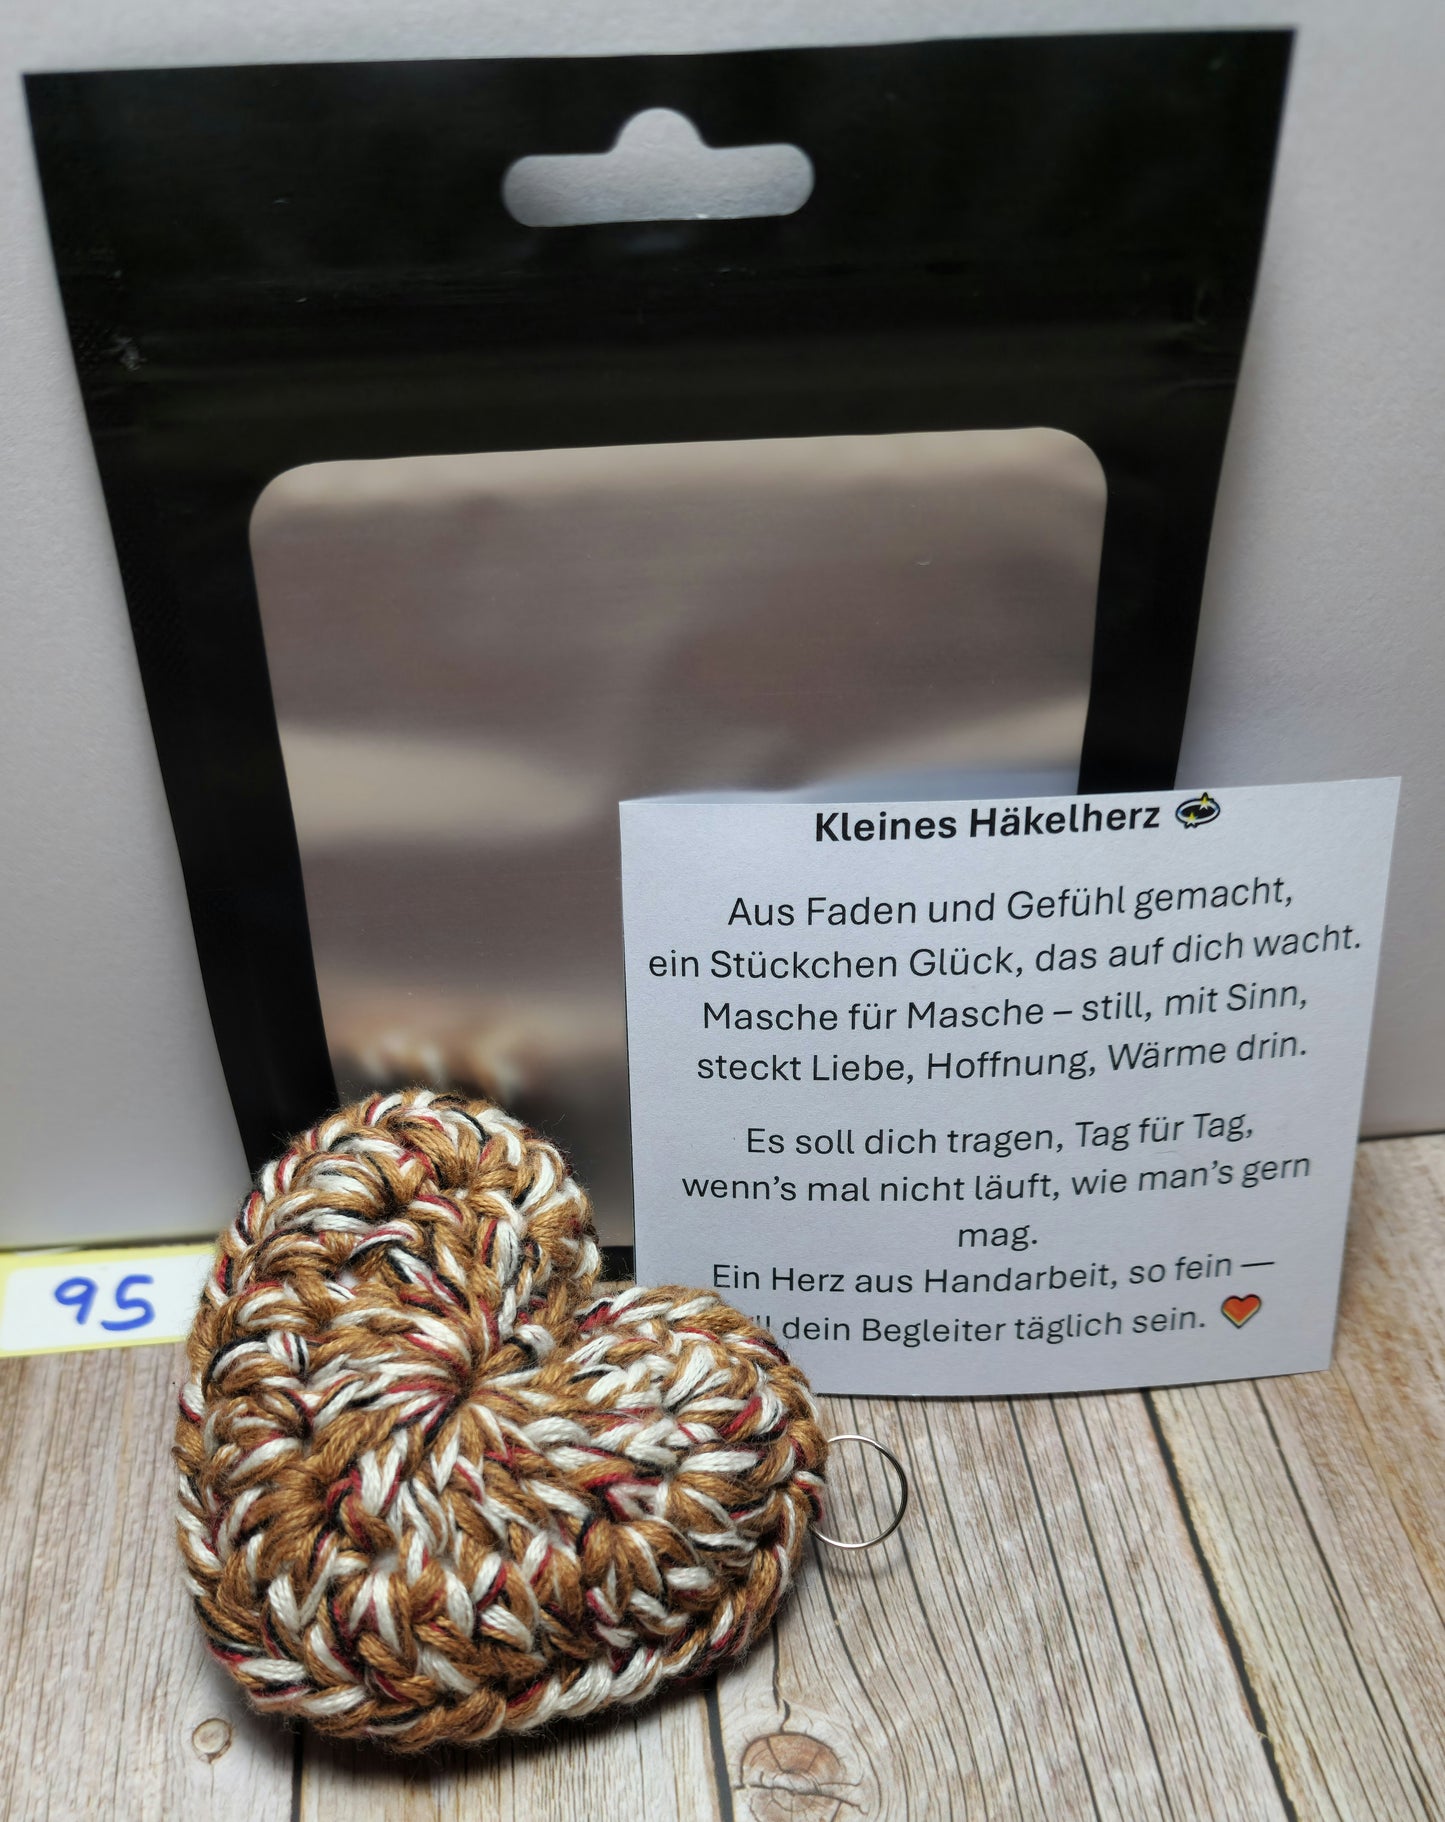 Kleines Häkelherz 💫
Aus Faden und Gefühl gemacht,
ein Stückchen Glück, das auf dich wacht.
Masche für Masche – still, mit Sinn,
steckt Liebe, Hoffnung, Wärme drin.
Es soll dich tragen, Tag für Tag,
wenn's mal nicht läuft, wie man's gern
mag.
Ein Herz aus Handarbeit, so fein —
dein Begleiter täglich sein. 🧡
95